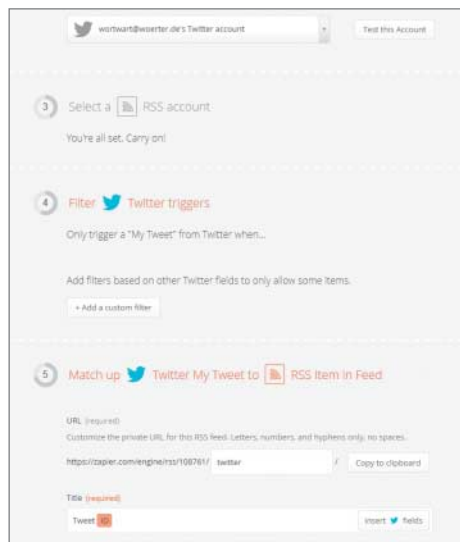 wortwart@woerter.de's Twitter account
Test this Account
3 Select a RSS account
You're all set. Carry on!
4 Filter Twitter triggers
Only trigger a "My Tweet" from Twitter when...
Add filters based on other Twitter fields to only allow some items.
+ Add a custom filter
5 Match up Twitter My Tweet to RSS Item in Feed
URL (required)
Customize the private URL for this RSS feed. Letters, numbers, and hyphens only, no spaces.
https://zapier.com/engine/rss/108761/ twitter / Copy to clipboard
Title (required)
Tweet ID insert fields